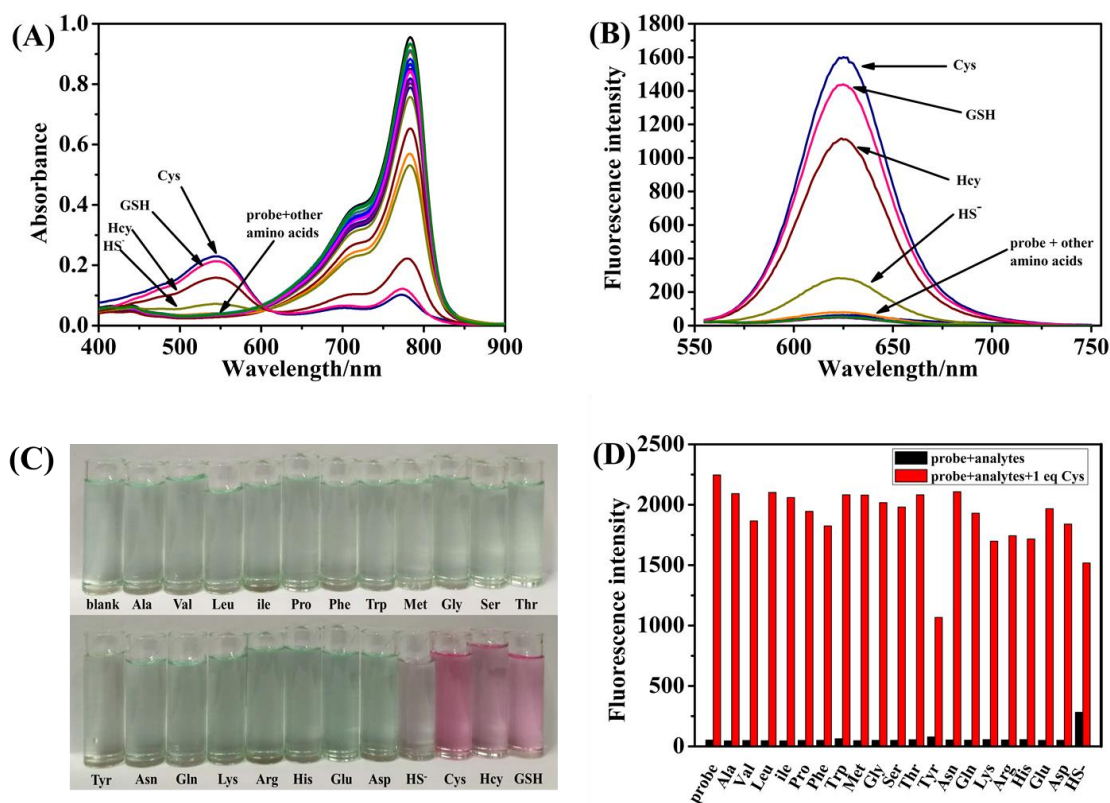 (A)
1.0
0.8
0.6
0.4
0.2
0.0
Absorbance
Cys
GSH
Hcy
HS-
probe+other
amino acids
400 500 600 700 800 900
Wavelength/nm
(B)
1800
1600
1400
1200
1000
800
600
400
200
0
Fluorescence intensity
Cys
GSH
Hcy
HS-
probe + other
amino acids
550 600 650 700 750
Wavelength/nm
(C)
blank Ala Val Leu ile Pro Phe Trp Met Gly Ser Thr
Tyr Asn Gln Lys Arg His Glu Asp HS- Cys Hcy GSH
(D)
2500
2000
1500
1000
500
0
Fluorescence intensity
probe+analytes
probe+analytes+1 eq Cys
probe Ala Val Leu ile Pro Phe Trp Met Gly Ser Thr Tyr Asn Gln Lys Arg His Glu Asp HS-